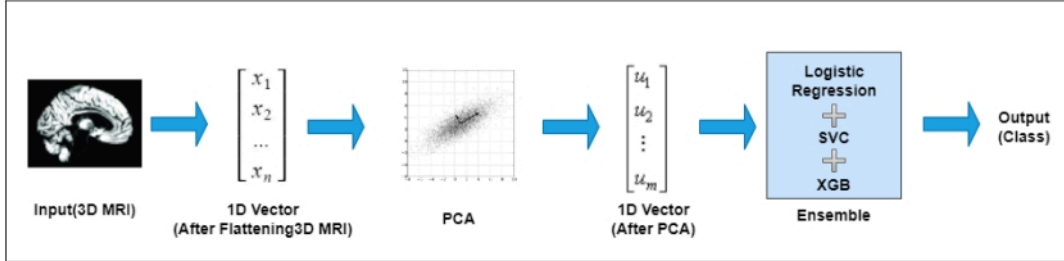 Input(3D MRI)
x1
x2
...
xn
1D Vector
(After Flattening3D MRI)
PCA
u1
u2
⋮
um
1D Vector
(After PCA)
Logistic
Regression
+
SVC
+
XGB
Ensemble
Output
(Class)